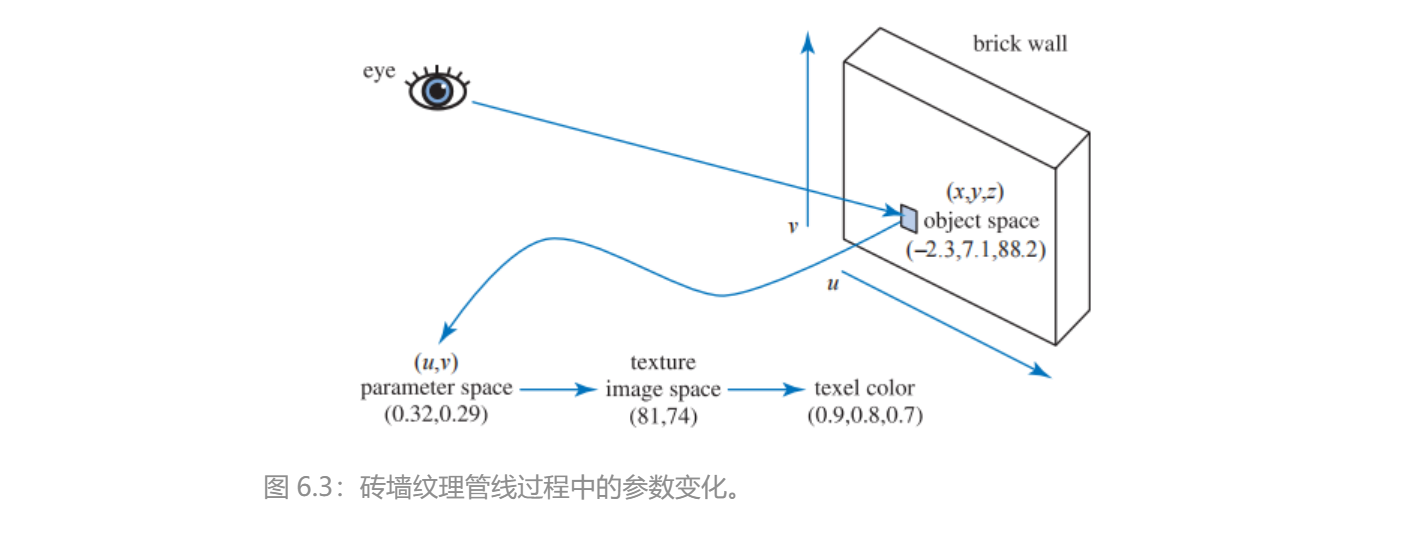 brick wall
eye
(x,y,z)
object space
(–2.3,7.1,88.2)
v
u
(u,v)
parameter space
(0.32,0.29)
texture
image space
(81,74)
texel color
(0.9,0.8,0.7)
图 6.3：砖墙纹理管线过程中的参数变化。